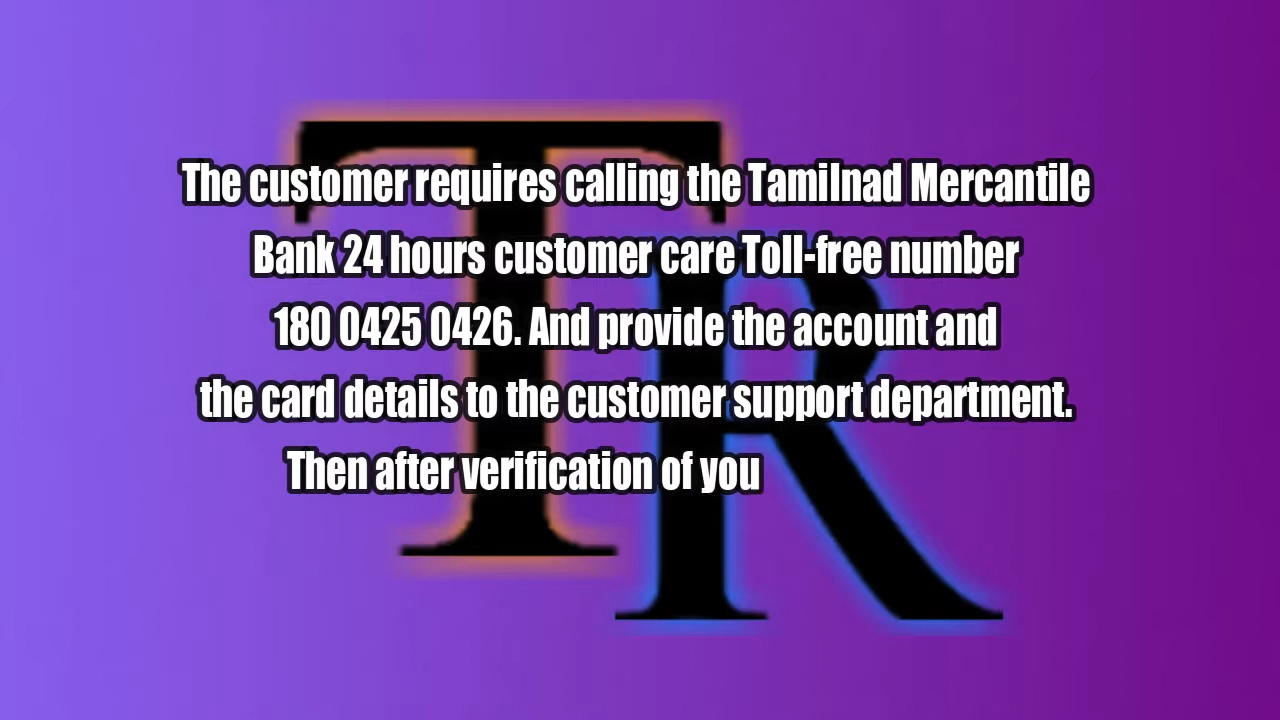 The customer requires calling the Tamilnad Mercantile
Bank 24 hours customer care Toll-free number
180 0425 0426. And provide the account and
the card details to the customer support department.
Then after verification of you
TR